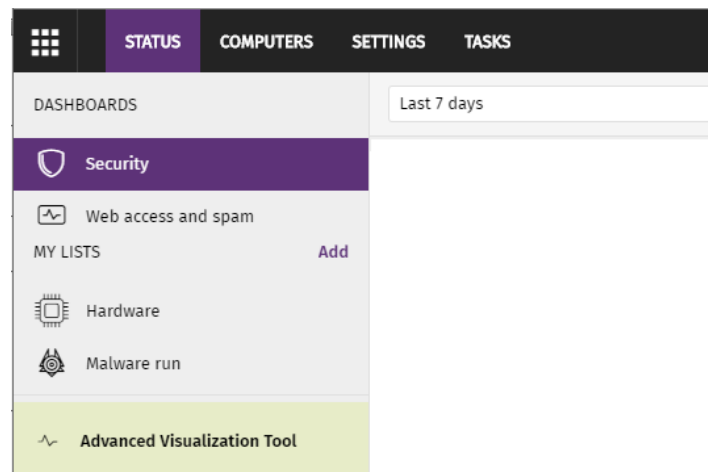 STATUS COMPUTERS SETTINGS TASKS
DASHBOARDS
Last 7 days
Security
Web access and spam
MY LISTS Add
Hardware
Malware run
Advanced Visualization Tool